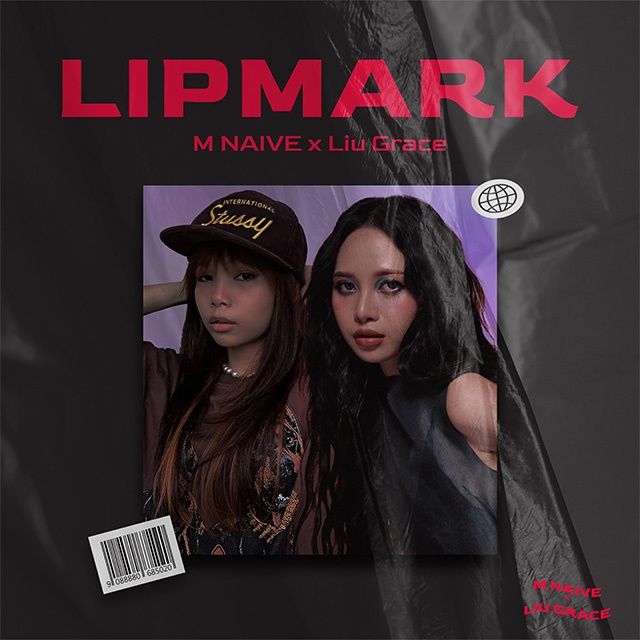 LIPMARK
M NAIVE x Liu Grace
INTERNATIONAL
Stussy
9 088880 685020
M NAIVE
x
LIU GRACE